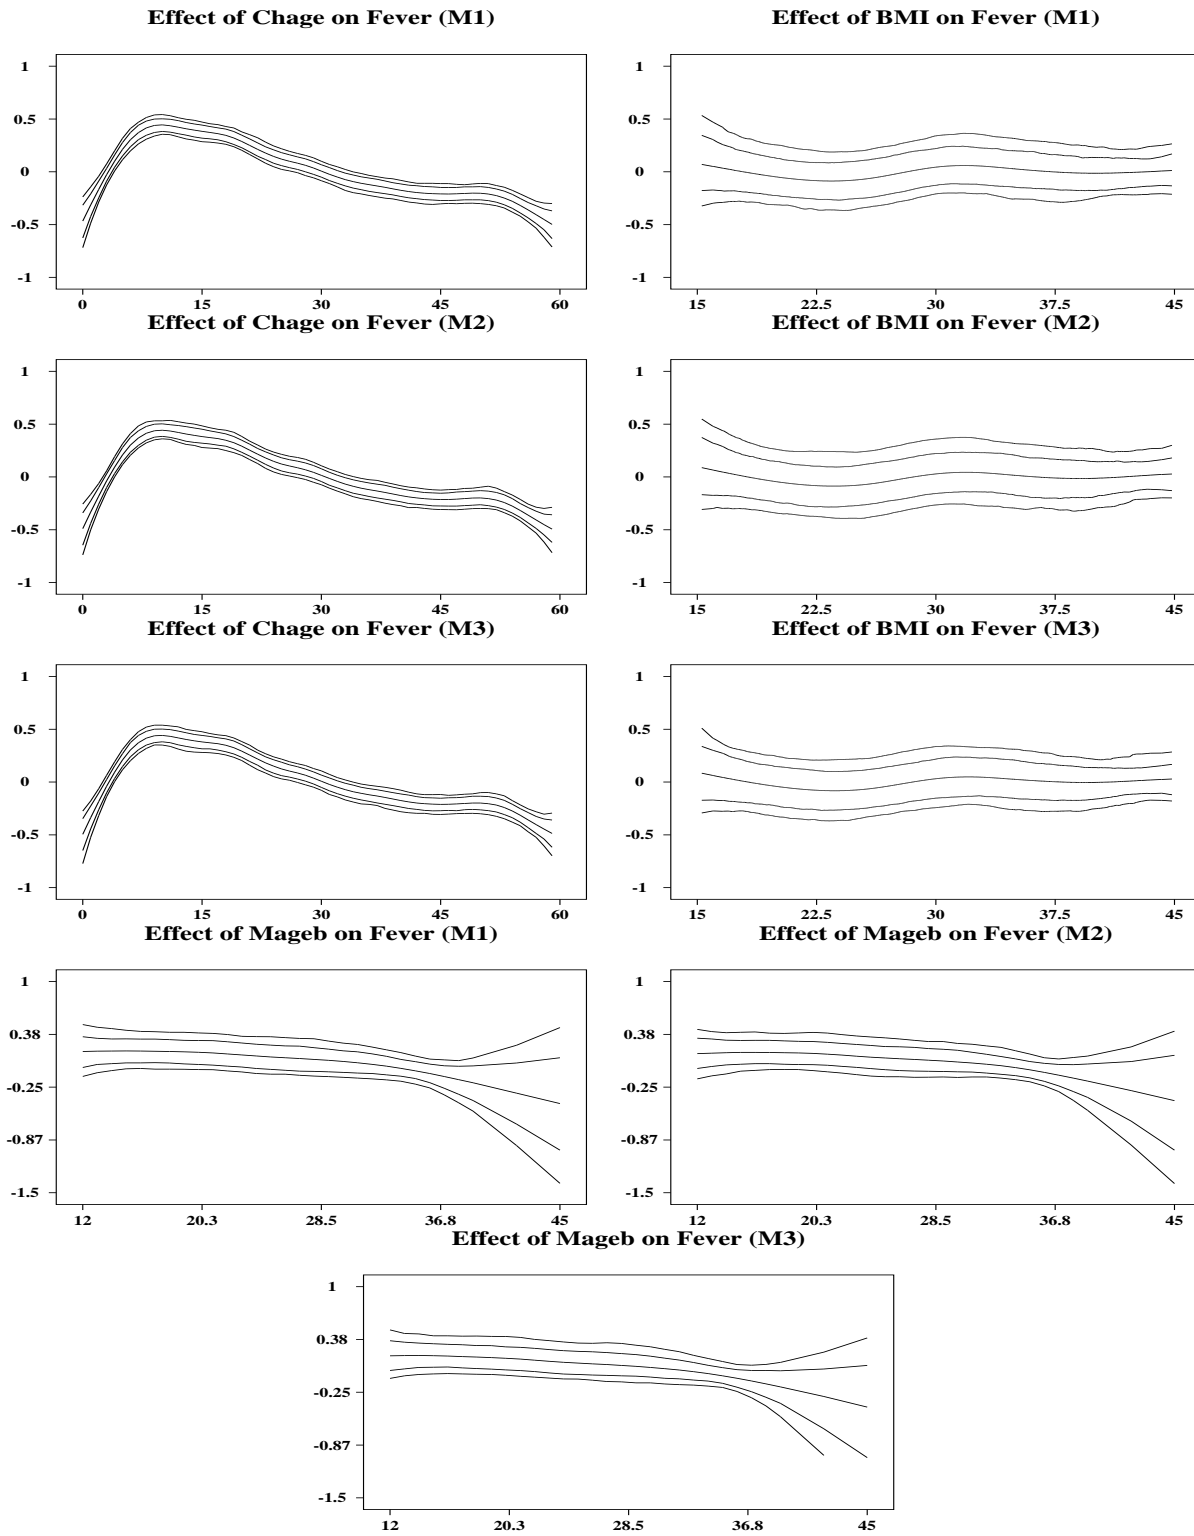 Effect of Chage on Fever (M1)
1
0.5
0
-0.5
-1
0 15 30 45 60
Effect of BMI on Fever (M1)
1
0.5
0
-0.5
-1
15 22.5 30 37.5 45
Effect of Chage on Fever (M2)
1
0.5
0
-0.5
-1
0 15 30 45 60
Effect of BMI on Fever (M2)
1
0.5
0
-0.5
-1
15 22.5 30 37.5 45
Effect of Chage on Fever (M3)
1
0.5
0
-0.5
-1
0 15 30 45 60
Effect of BMI on Fever (M3)
1
0.5
0
-0.5
-1
15 22.5 30 37.5 45
Effect of Mageb on Fever (M1)
1
0.38
-0.25
-0.87
-1.5
12 20.3 28.5 36.8 45
Effect of Mageb on Fever (M2)
1
0.38
-0.25
-0.87
-1.5
12 20.3 28.5 36.8 45
Effect of Mageb on Fever (M3)
1
0.38
-0.25
-0.87
-1.5
12 20.3 28.5 36.8 45